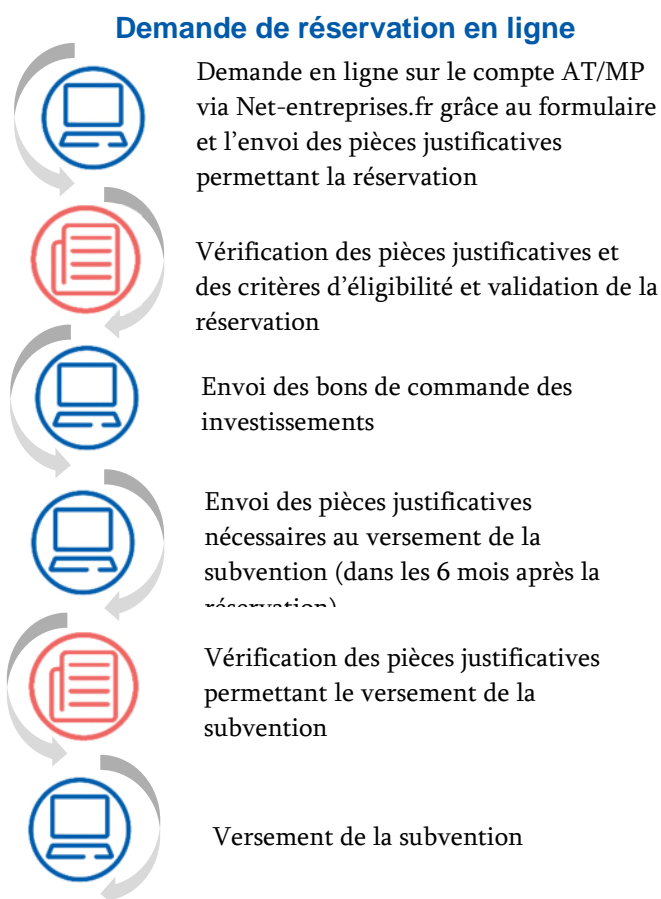 Demande de réservation en ligne
Demande en ligne sur le compte AT/MP
via Net-entreprises.fr grâce au formulaire
et l'envoi des pièces justificatives
permettant la réservation
Vérification des pièces justificatives et
des critères d'éligibilité et validation de la
réservation
Envoi des bons de commande des
investissements
Envoi des pièces justificatives
nécessaires au versement de la
subvention (dans les 6 mois après la
réservation)
Vérification des pièces justificatives
permettant le versement de la
subvention
Versement de la subvention